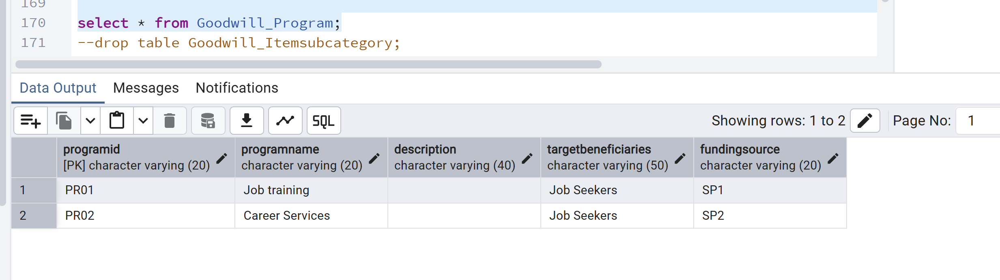 169
170 select * from Goodwill_Program;
171 --drop table Goodwill_Itemsubcategory;
Data Output Messages Notifications
SQL Showing rows: 1 to 2 Page No: 1
programid programname description targetbeneficiaries fundingsource
[PK] character varying (20) character varying (20) character varying (40) character varying (50) character varying (20)
1 PR01 Job training Job Seekers SP1
2 PR02 Career Services Job Seekers SP2